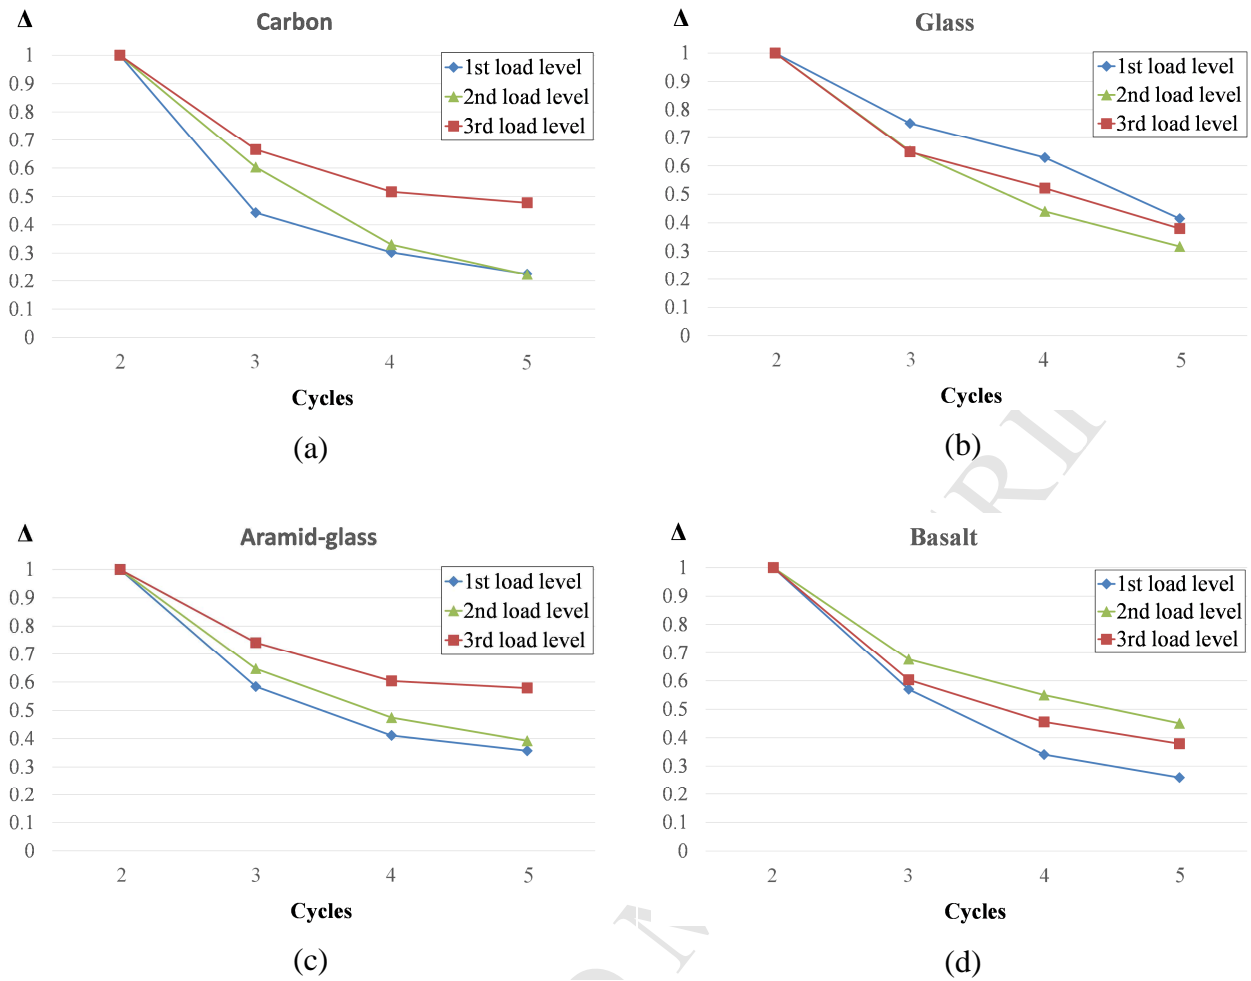 Δ
Carbon
1
0.9
0.8
0.7
0.6
0.5
0.4
0.3
0.2
0.1
0
2 3 4 5
Cycles
1st load level
2nd load level
3rd load level
(a)
Δ
Glass
1
0.9
0.8
0.7
0.6
0.5
0.4
0.3
0.2
0.1
0
2 3 4 5
Cycles
1st load level
2nd load level
3rd load level
(b)
Δ
Aramid-glass
1
0.9
0.8
0.7
0.6
0.5
0.4
0.3
0.2
0.1
0
2 3 4 5
Cycles
1st load level
2nd load level
3rd load level
(c)
Δ
Basalt
1
0.9
0.8
0.7
0.6
0.5
0.4
0.3
0.2
0.1
0
2 3 4 5
Cycles
1st load level
2nd load level
3rd load level
(d)